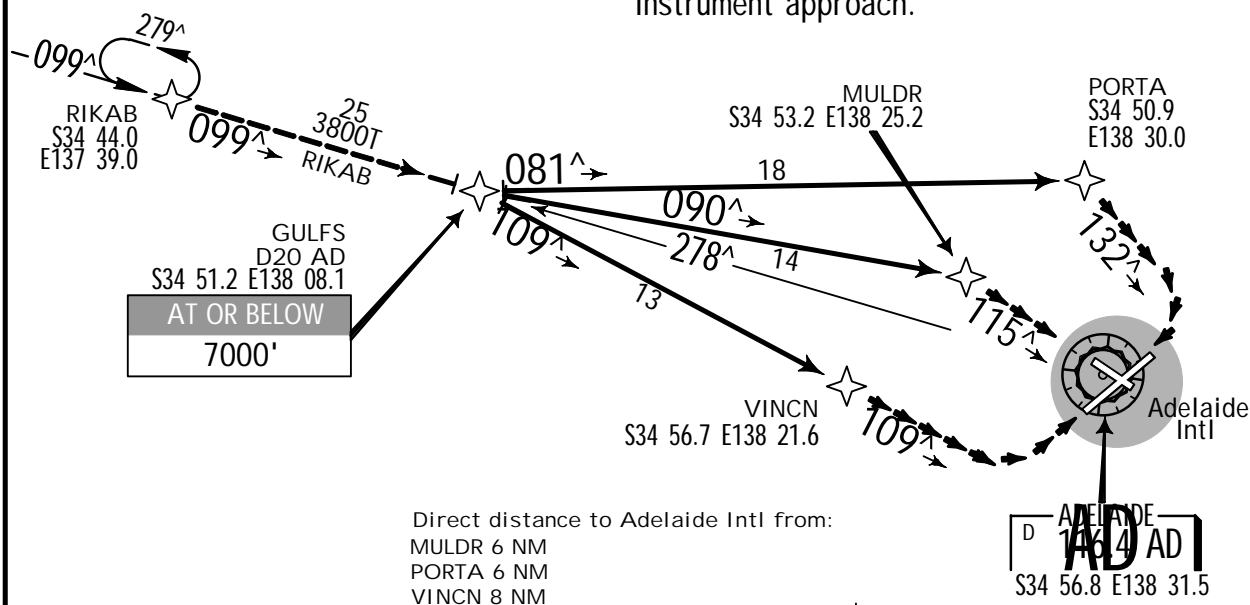 Instrument approach.
279^
099^
RIKAB
S34 44.0
E137 39.0
099^
25
3800T
RIKAB
GULFS
D20 AD
S34 51.2 E138 08.1
AT OR BELOW
7000'
081^
18
090^
278^
14
109^
13
MULDR
S34 53.2 E138 25.2
PORTA
S34 50.9
E138 30.0
132^
115^
VINCN
S34 56.7 E138 21.6
109^
Adelaide
Intl
ADELAIDE
D 116.4 AD
AD
S34 56.8 E138 31.5
Direct distance to Adelaide Intl from:
MULDR 6 NM
PORTA 6 NM
VINCN 8 NM